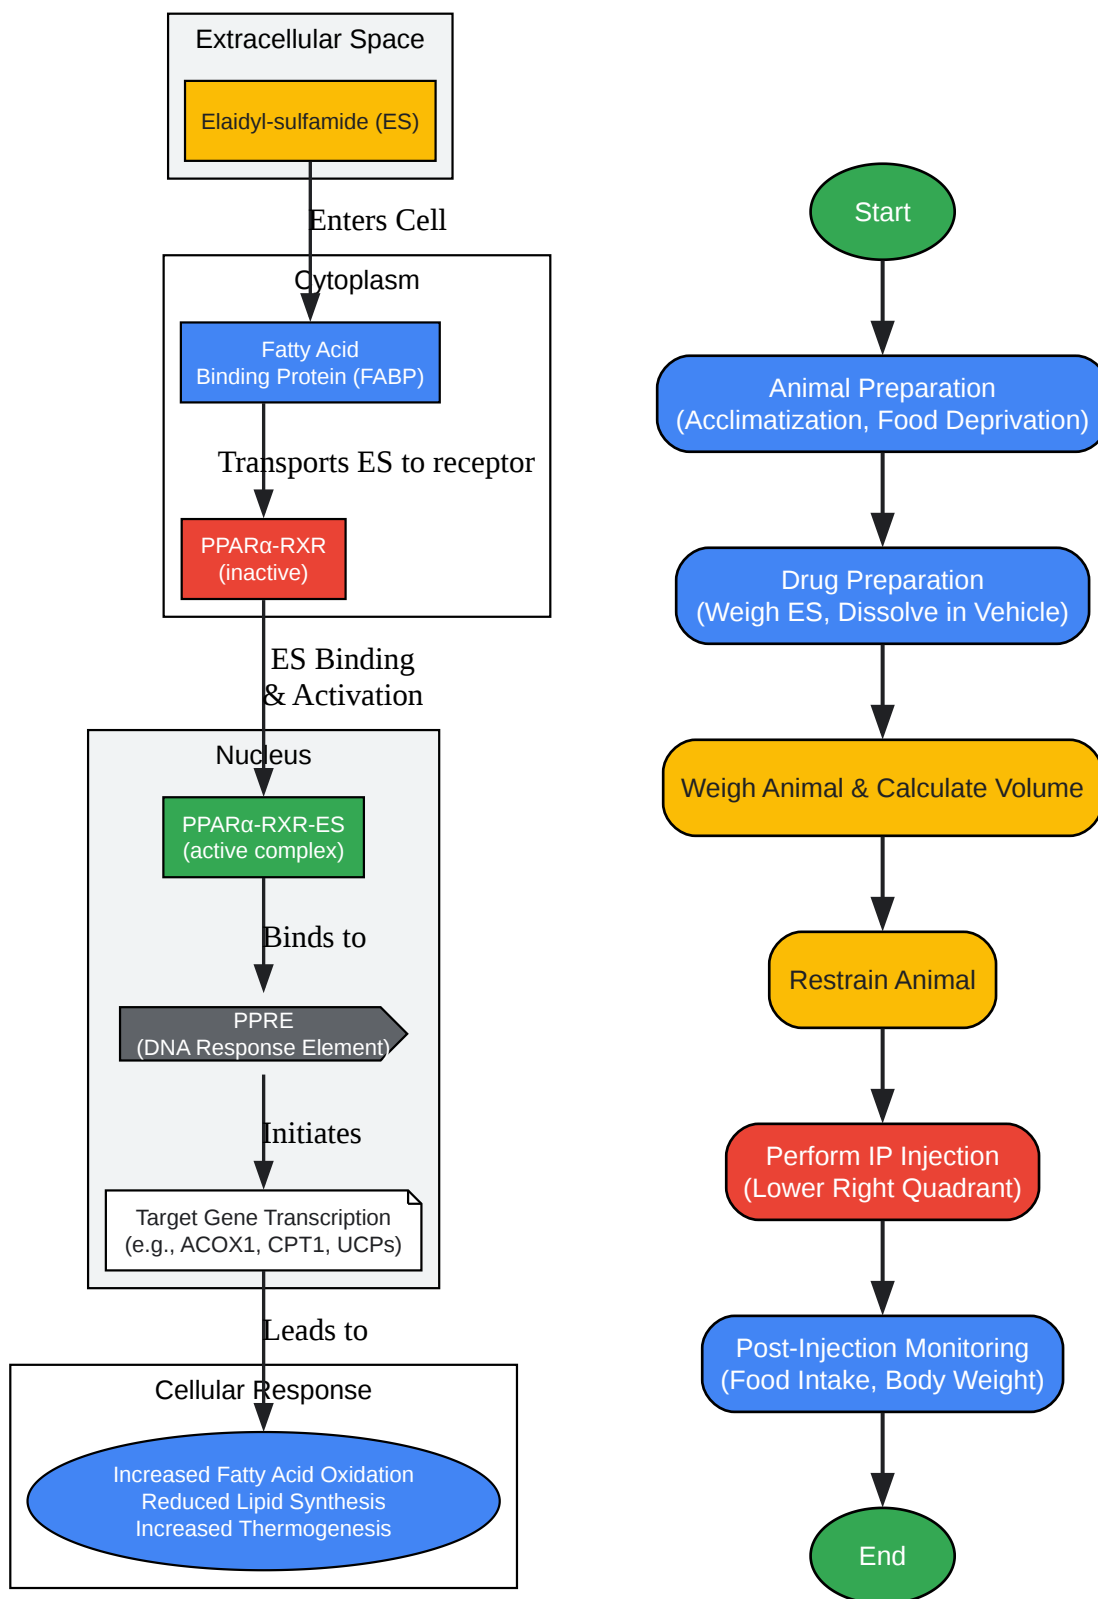 Extracellular Space
Elaidyl-sulfamide (ES)
Enters Cell
Cytoplasm
Fatty Acid
Binding Protein (FABP)
Transports ES to receptor
PPARα-RXR
(inactive)
ES Binding
& Activation
Nucleus
PPARα-RXR-ES
(active complex)
Binds to
PPRE
(DNA Response Element)
Initiates
Target Gene Transcription
(e.g., ACOX1, CPT1, UCPs)
Leads to
Cellular Response
Increased Fatty Acid Oxidation
Reduced Lipid Synthesis
Increased Thermogenesis
Start
Animal Preparation
(Acclimatization, Food Deprivation)
Drug Preparation
(Weigh ES, Dissolve in Vehicle)
Weigh Animal & Calculate Volume
Restrain Animal
Perform IP Injection
(Lower Right Quadrant)
Post-Injection Monitoring
(Food Intake, Body Weight)
End